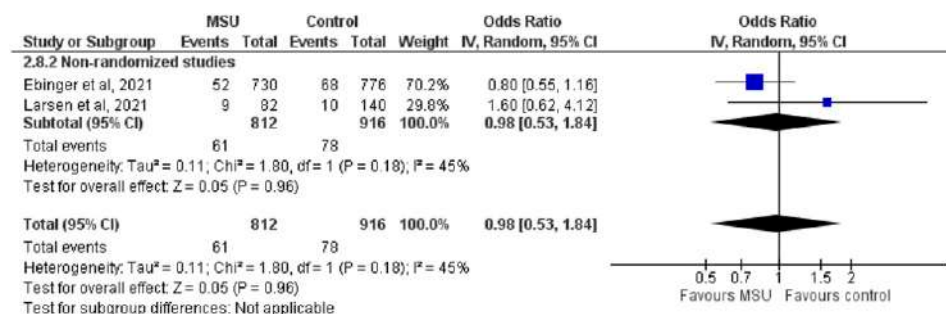 MSU Control Odds Ratio Odds Ratio
Study or Subgroup Events Total Events Total Weight IV, Random, 95% CI IV, Random, 95% CI
2.8.2 Non-randomized studies
Ebinger et al, 2021 52 730 68 776 70.2% 0.80 [0.55, 1.16]
Larsen et al, 2021 9 82 10 140 29.8% 1.60 [0.62, 4.12]
Subtotal (95% CI) 812 916 100.0% 0.98 [0.53, 1.84]
Total events 61 78
Heterogeneity: Tau² = 0.11; Chi² = 1.80, df = 1 (P = 0.18); I² = 45%
Test for overall effect: Z = 0.05 (P = 0.96)
Total (95% CI) 812 916 100.0% 0.98 [0.53, 1.84]
Total events 61 78
Heterogeneity: Tau² = 0.11; Chi² = 1.80, df = 1 (P = 0.18); I² = 45%
Test for overall effect: Z = 0.05 (P = 0.96)
Test for subgroup differences: Not applicable
0.5 0.7 1 1.5 2
Favours MSU Favours control